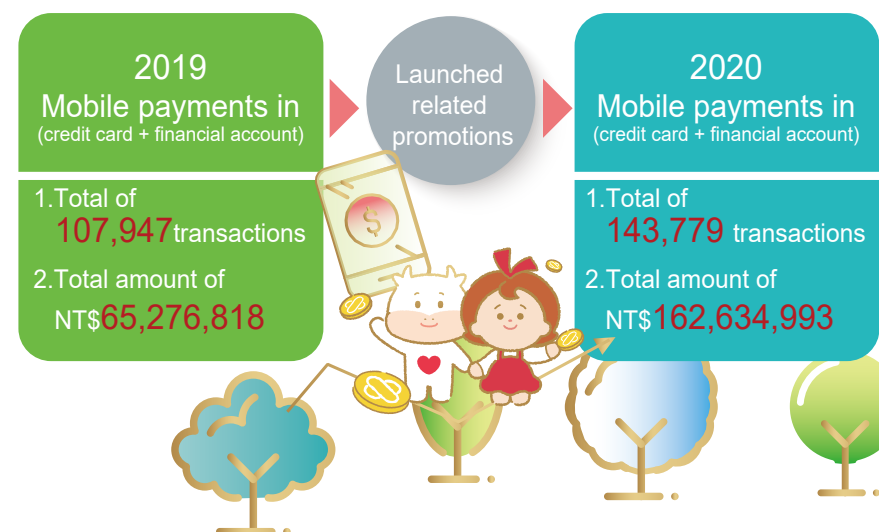 2019
Mobile payments in
(credit card + financial account)
1.Total of
107,947transactions
2.Total amount of
NT$65,276,818
Launched
related
promotions
$
2020
Mobile payments in
(credit card + financial account)
1.Total of
143,779 transactions
2.Total amount of
NT$162,634,993